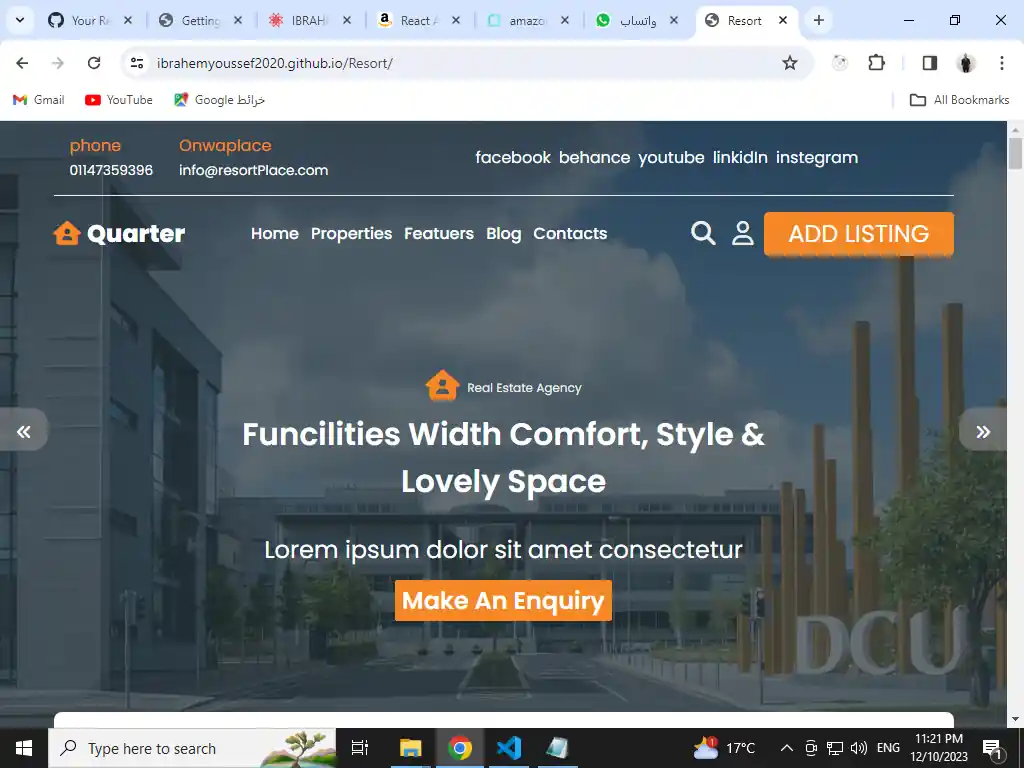 Your Re
Getting
IBRAH
React A
amazo
واتساب
Resort
ibrahemyoussef2020.github.io/Resort/
Gmail
YouTube
خرائط Google
All Bookmarks
phone
Onwaplace
01147359396
info@resortPlace.com
facebook behance youtube linkidIn instegram
Quarter
Home Properties Featuers Blog Contacts
ADD LISTING
Real Estate Agency
Funcilities Width Comfort, Style &
Lovely Space
Lorem ipsum dolor sit amet consectetur
Make An Enquiry
DCU
Type here to search
17°C
ENG
11:21 PM
12/10/2023
1